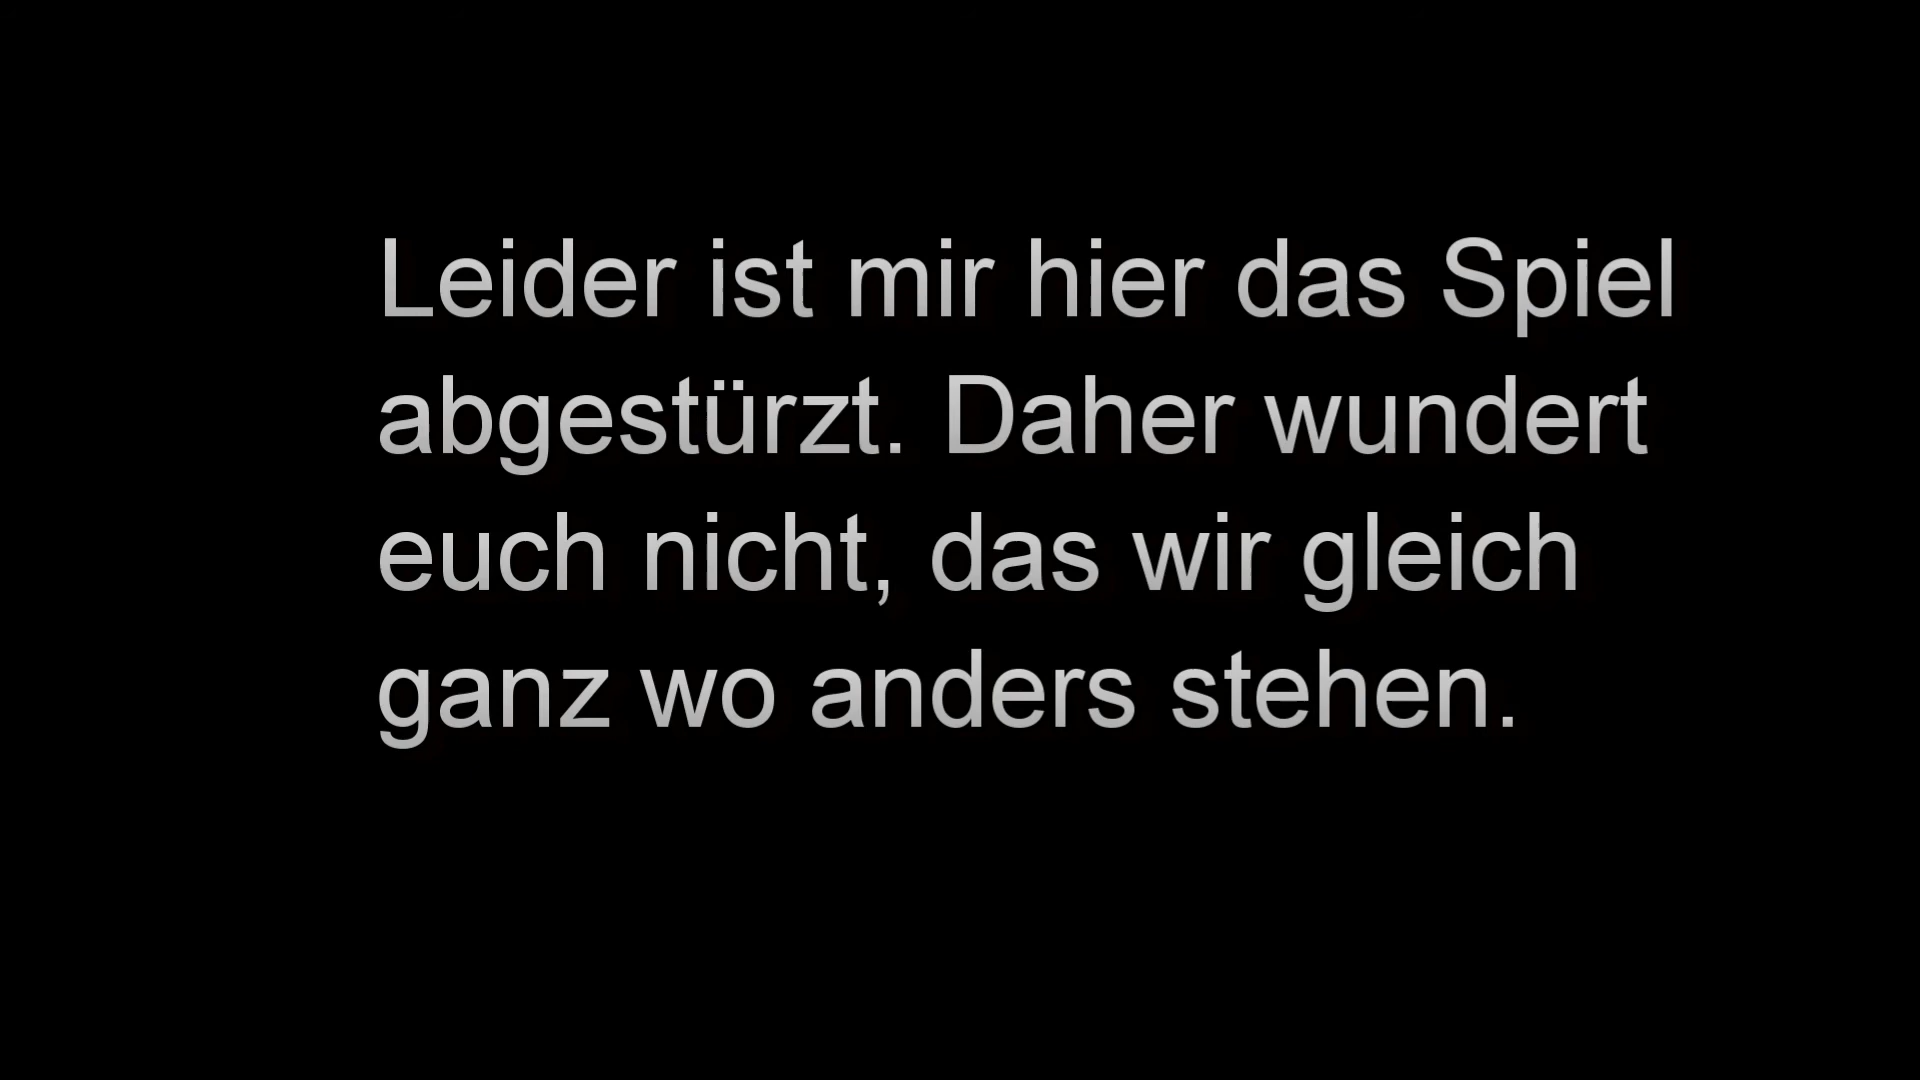 Leider ist mir hier das Spiel
abgestürzt. Daher wundert
euch nicht, das wir gleich
ganz wo anders stehen.